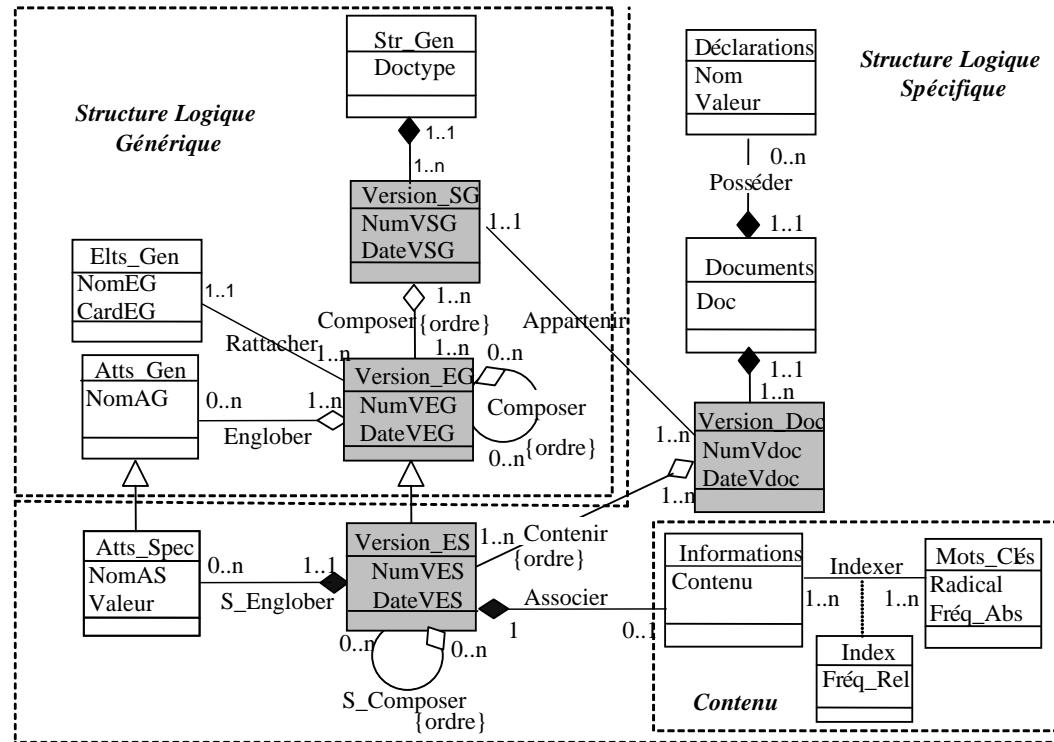 Str_Gen
Doctype
Structure Logique
Générique
1..1
1..n
Version_SG
NumVSG
DateVSG
1..n
Elts_Gen
NomEG
CardEG
1..1
Rattacher
1..n
Composer
{ordre}
1..n
Atts_Gen
NomAG
0..n
Englober
1..n
Version_EG
NumVEG
DateVEG
0..n
Composer
0..n
{ordre}
Déclarations
Nom
Valeur
Structure Logique
Spécifique
0..n
Posséder
1..1
Documents
Doc
1..1
1..n
1..1
Appartenir
1..n
Version_Doc
NumVdoc
DateVdoc
1..n
Contenir
{ordre}
1..n
Atts_Spec
NomAS
Valeur
0..n
S_Englober
1..1
Version_ES
NumVES
DateVES
0..n
0..n
S_Composer
{ordre}
Associer
1
0..1
Informations
Contenu
Indexer
1..n
1..n
Mots_Clés
Radical
Fréq_Abs
Index
Fréq_Rel
Contenu